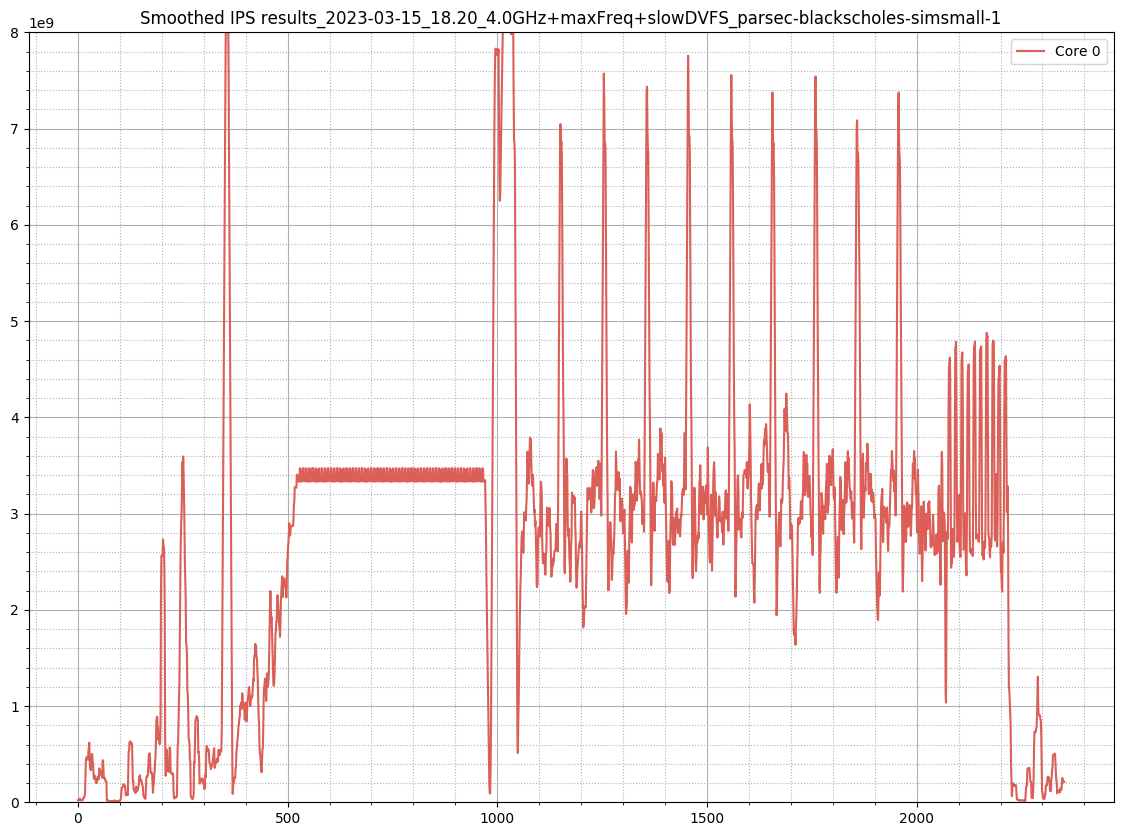 Smoothed IPS results_2023-03-15_18.20_4.0GHz+maxFreq+slowDVFS_parsec-blackscholes-simsmall-1
1e9
Core 0
8
7
6
5
4
3
2
1
0
0 500 1000 1500 2000